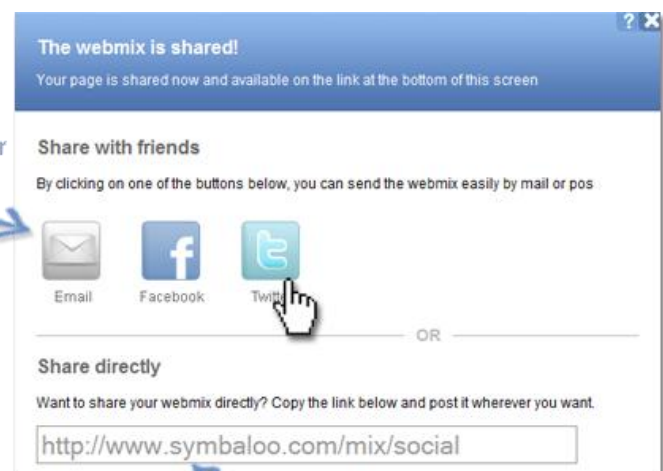 ? X
The webmix is shared!
Your page is shared now and available on the link at the bottom of this screen
r
Share with friends
By clicking on one of the buttons below, you can send the webmix easily by mail or pos
Email Facebook Twitt
OR
Share directly
Want to share your webmix directly? Copy the link below and post it wherever you want.
http://www.symbaloo.com/mix/social